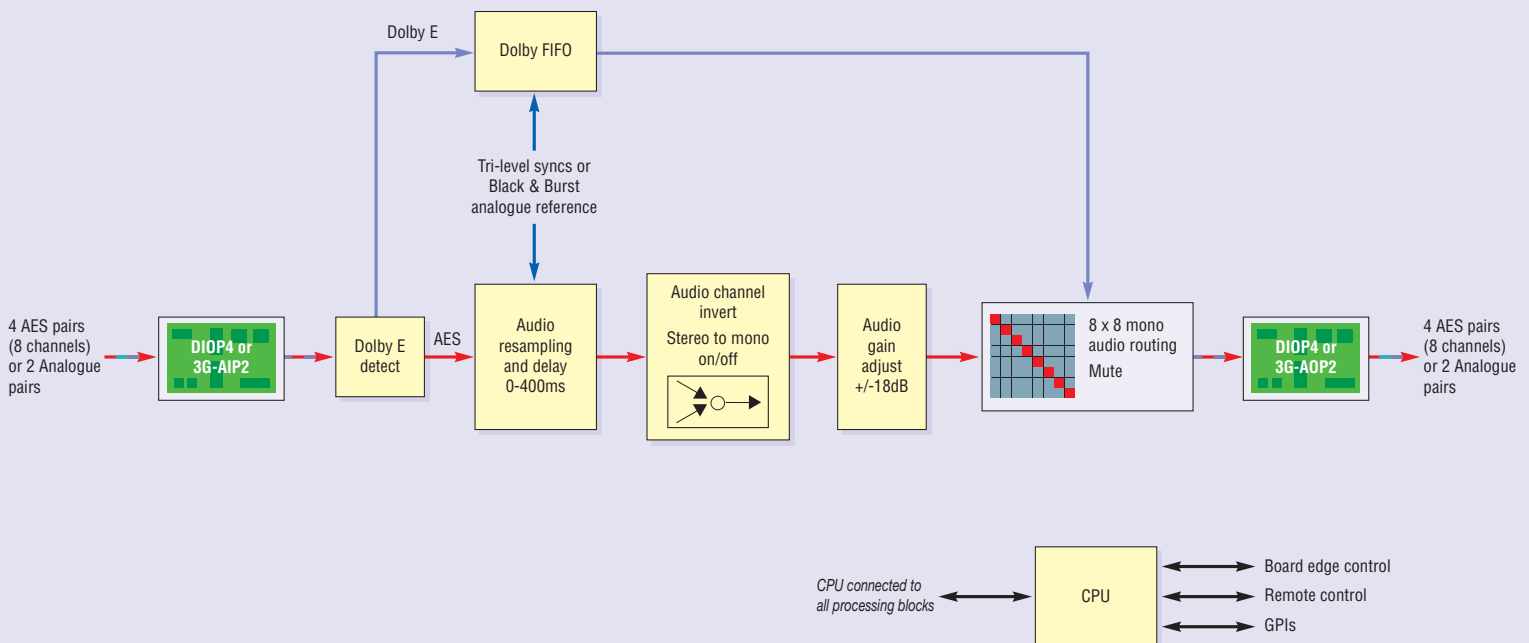 Dolby E
Dolby FIFO
Tri-level syncs or
Black & Burst
analogue reference
4 AES pairs
(8 channels)
or 2 Analogue
pairs
DIOP4 or
3G-AIP2
Dolby E
detect
AES
Audio
resampling
and delay
0-400ms
Audio channel
invert
Stereo to mono
on/off
Audio
gain
adjust
+/-18dB
8 x 8 mono
audio routing
Mute
DIOP4 or
3G-AOP2
4 AES pairs
(8 channels)
or 2 Analogue
pairs
CPU connected to
all processing blocks
CPU
Board edge control
Remote control
GPIs